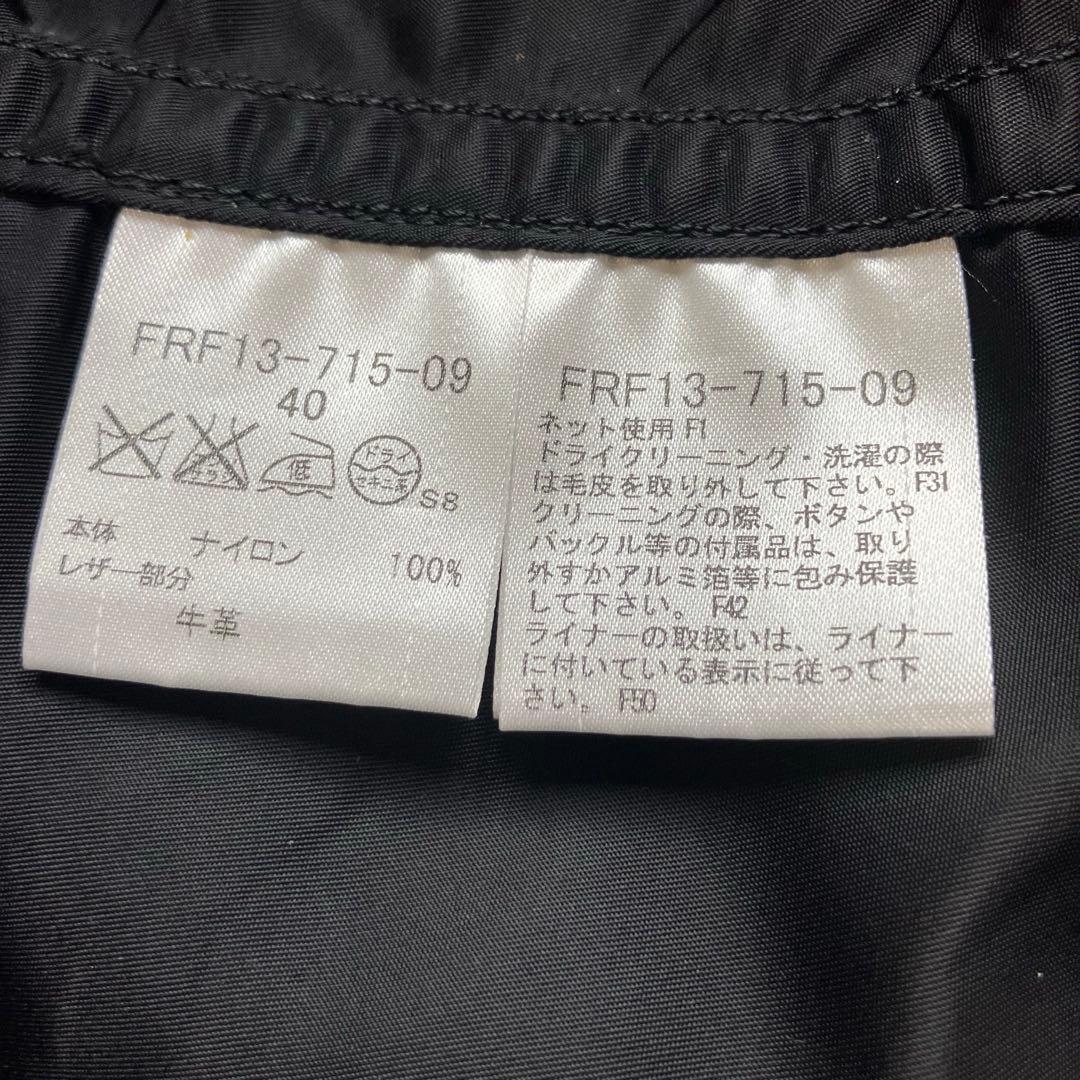 FRF13-715-09
40
エンソサラシ 低 ドライ セキユ系 S8
本体 ナイロン 100%
レザー部分
牛革
FRF13-715-09
ネット使用 F1
ドライクリーニング・洗濯の際
は毛皮を取り外して下さい。F31
クリーニングの際、ボタンや
バックル等の付属品は、取り
外すかアルミ箔等に包み保護
して下さい。 F42
ライナーの取扱いは、ライナー
に付いている表示に従って下
さい。 F50